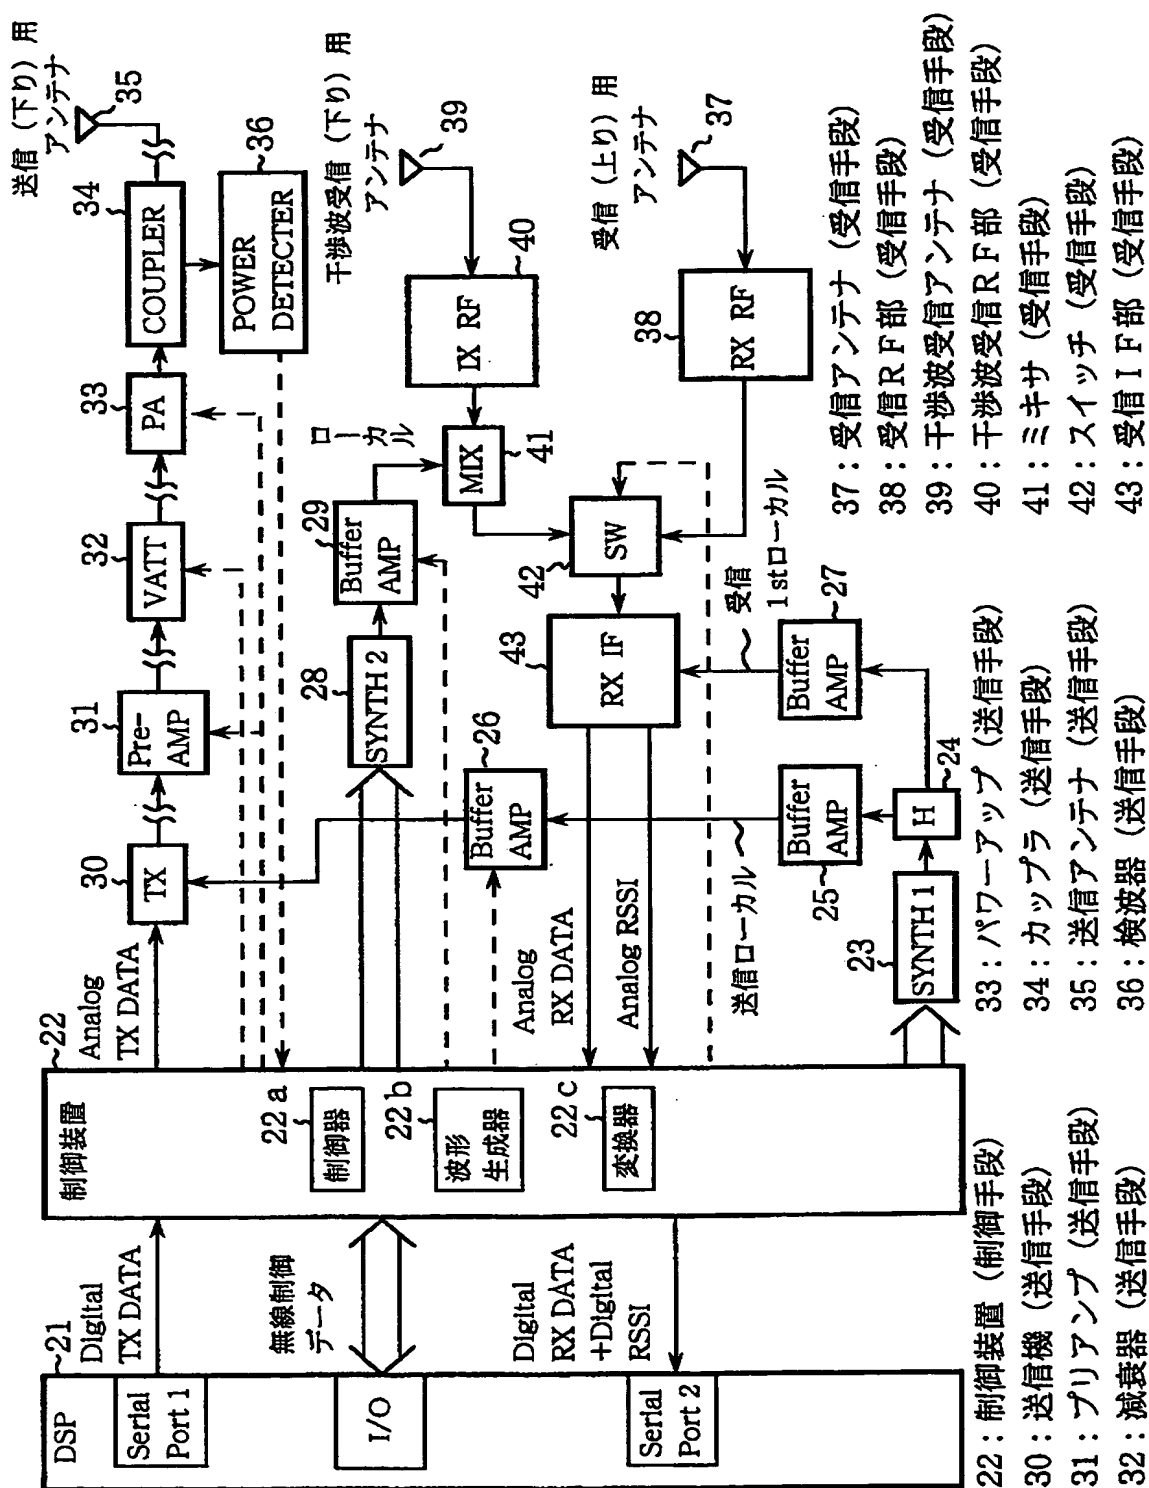 送信（下り）用
アンテナ
35
34
COUPLER
36
POWER
DETECTER
33
PA
32
VATT
31
Pre-
AMP
30
TX
Analog
TX DATA
22
制御装置
22a
制御器
22b
波形
生成器
22c
変換器
21
DSP
Digital
TX DATA
Serial
Port 1
無線制御
データ
I/O
Digital
RX DATA
+Digital
RSSI
Serial
Port 2
干渉波受信（下り）用
アンテナ
39
40
IX RF
ローカル
MIX
41
29
Buffer
AMP
28
SYNTH 2
26
Buffer
AMP
受信（上り）用
アンテナ
37
38
RX RF
SW
42
43
RX IF
Analog
RX DATA
Analog RSSI
受信
1stローカル
27
Buffer
AMP
送信ローカル
Buffer
AMP
25
H
24
23
SYNTH 1
22：制御装置（制御手段）
30：送信機（送信手段）
31：プリアンプ（送信手段）
32：減衰器（送信手段）
33：パワーアップ（送信手段）
34：カップラ（送信手段）
35：送信アンテナ（送信手段）
36：検波器（送信手段）
37：受信アンテナ（受信手段）
38：受信RF部（受信手段）
39：干渉波受信アンテナ（受信手段）
40：干渉波受信RF部（受信手段）
41：ミキサ（受信手段）
42：スイッチ（受信手段）
43：受信IF部（受信手段）